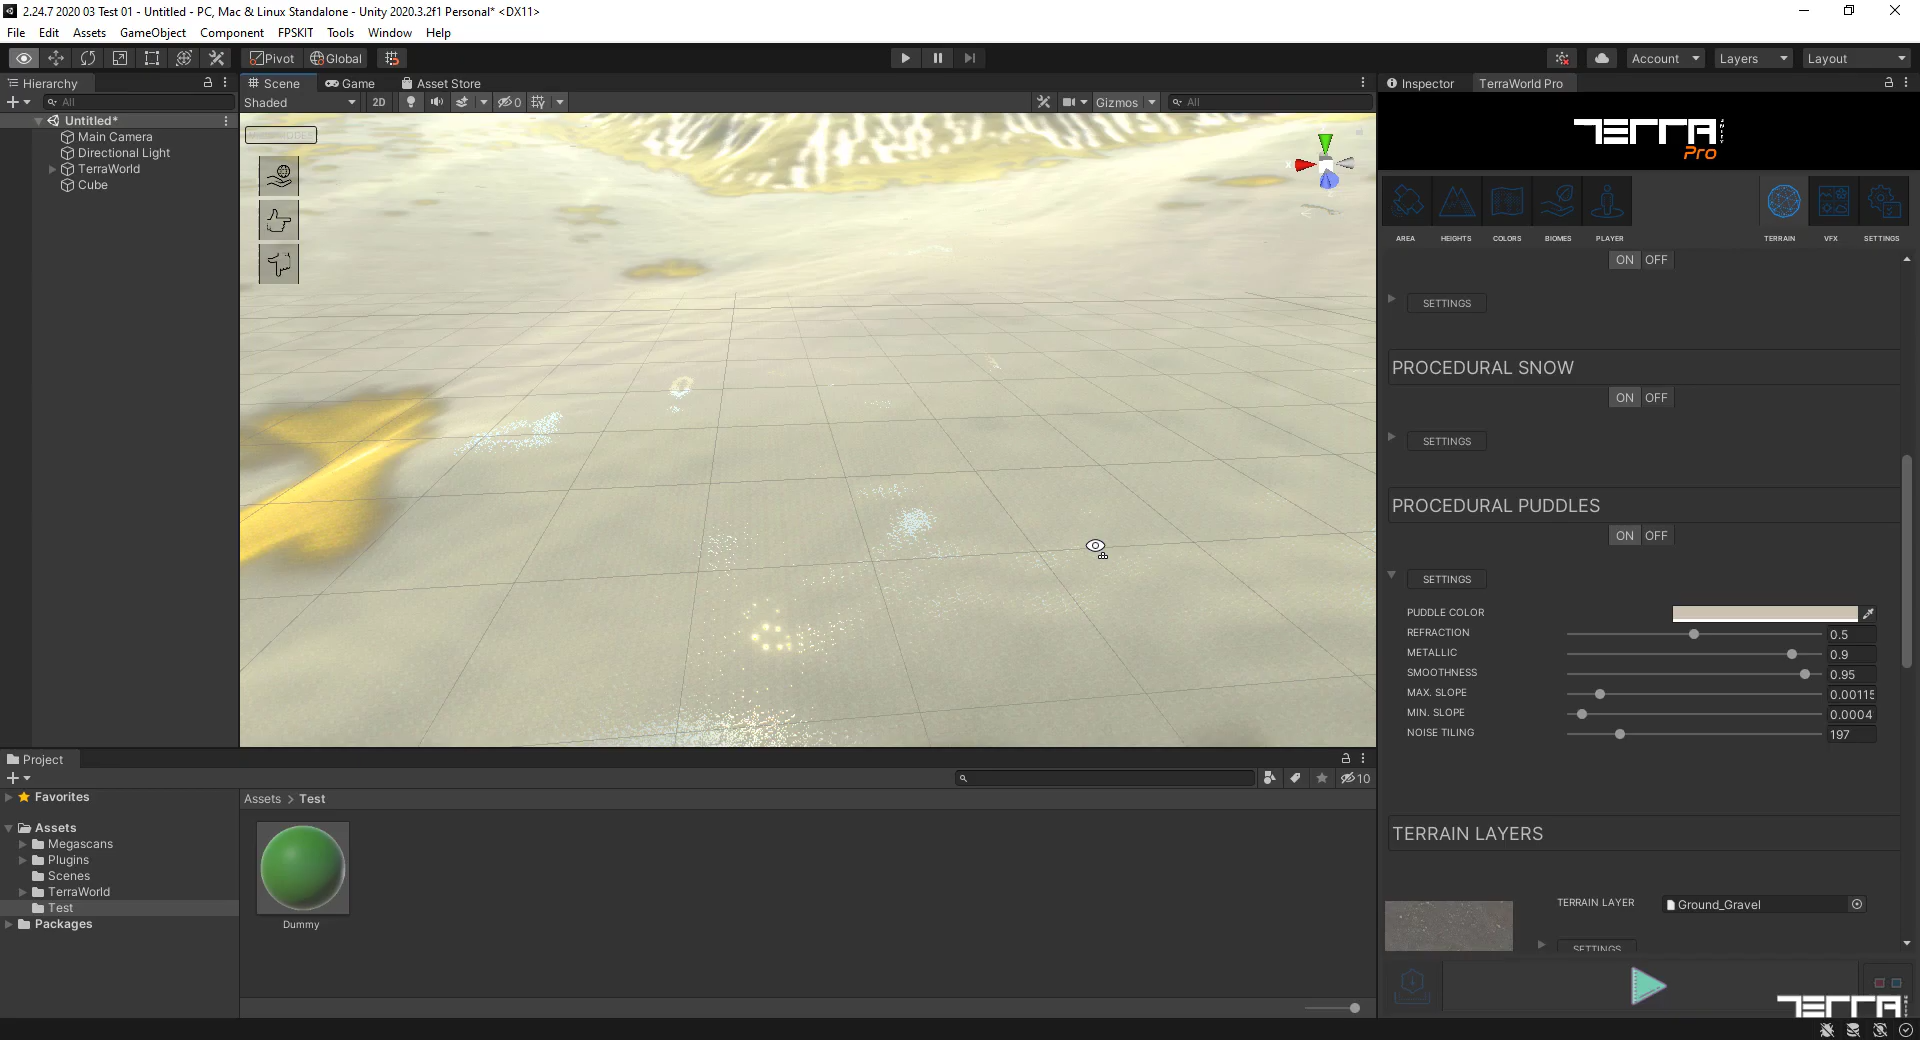 2.24.7 2020 03 Test 01 - Untitled - PC, Mac & Linux Standalone - Unity 2020.3.2f1 Personal* <DX11>
File Edit Assets GameObject Component FPSKIT Tools Window Help
Pivot Global Account Layers Layout
Hierarchy
All
Untitled*
Main Camera
Directional Light
TerraWorld
Cube
Scene Game Asset Store
Shaded 2D 0 Gizmos All
Inspector TerraWorld Pro
TERRA
Pro
AREA HEIGHTS COLORS BIOMES PLAYER TERRAIN VFX SETTINGS
ON OFF
SETTINGS
PROCEDURAL SNOW
ON OFF
SETTINGS
PROCEDURAL PUDDLES
ON OFF
SETTINGS
PUDDLE COLOR
REFRACTION 0.5
METALLIC 0.9
SMOOTHNESS 0.95
MAX. SLOPE 0.00115
MIN. SLOPE 0.0004
NOISE TILING 197
TERRAIN LAYERS
TERRAIN LAYER Ground_Gravel
SETTINGS
TERRA
Project
10
Favorites
Assets
Megascans
Plugins
Scenes
TerraWorld
Test
Packages
Assets > Test
Dummy